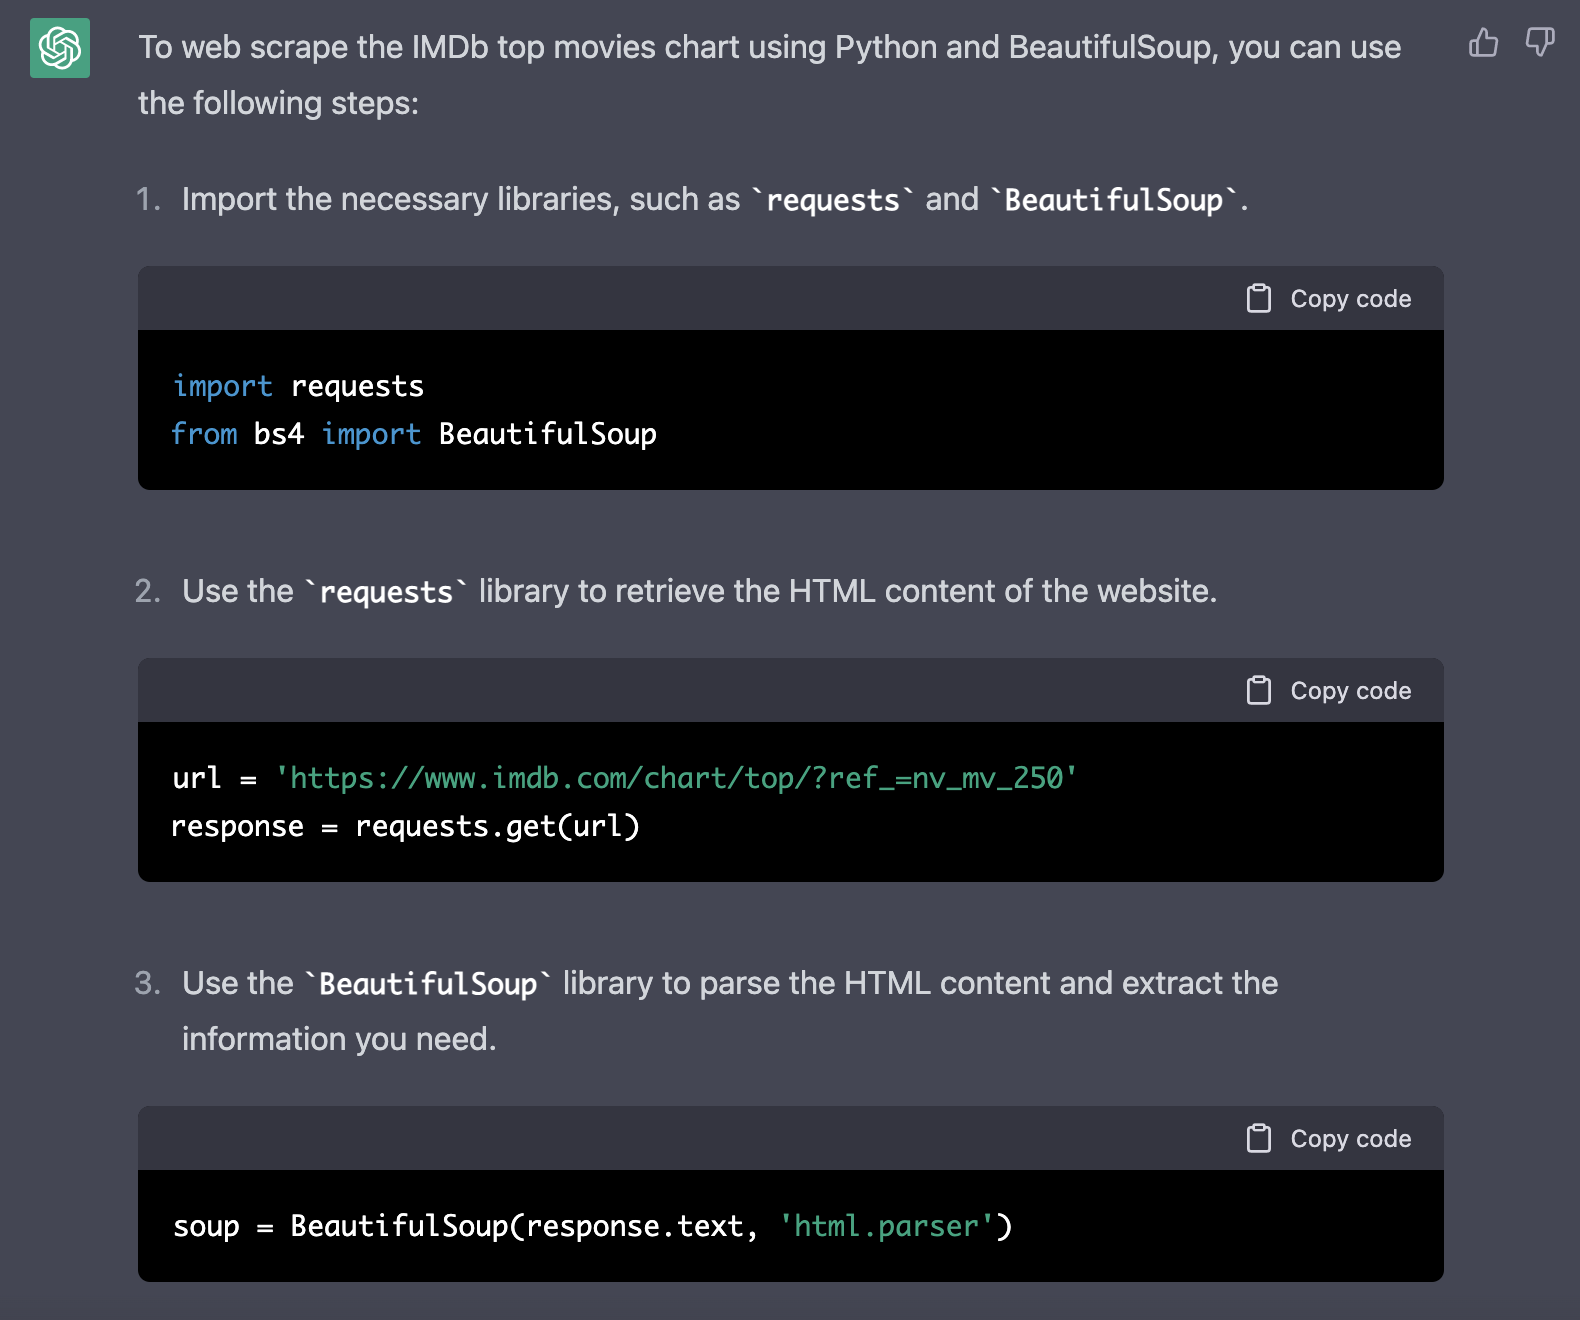 To web scrape the IMDb top movies chart using Python and BeautifulSoup, you can use
the following steps:
1. Import the necessary libraries, such as `requests` and `BeautifulSoup`.
Copy code
import requests
from bs4 import BeautifulSoup
2. Use the `requests` library to retrieve the HTML content of the website.
Copy code
url = 'https://www.imdb.com/chart/top/?ref_=nv_mv_250'
response = requests.get(url)
3. Use the `BeautifulSoup` library to parse the HTML content and extract the
information you need.
Copy code
soup = BeautifulSoup(response.text, 'html.parser')